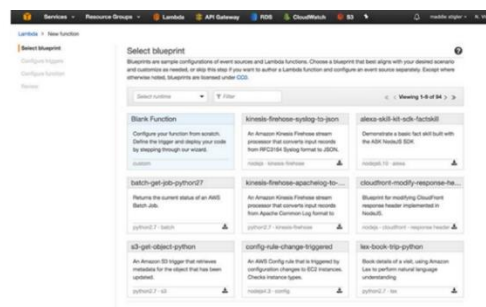 Services
Resource Groups
Lambda
API Gateway
RDS
CloudWatch
S3
maddie stigler
Lambda > New function
Select blueprint
Configure triggers
Configure function
Review
Select blueprint
Blueprints are sample configurations of event sources and Lambda functions. Choose a blueprint that best aligns with your desired scenario
and customize as needed, or skip this step if you want to author a Lambda function and configure an event source separately. Except where
otherwise noted, blueprints are licensed under CC0.
Select runtime
Filter
Viewing 1-9 of 84
Blank Function
Configure your function from scratch.
Define the trigger and deploy your code
by stepping through our wizard.
custom
kinesis-firehose-syslog-to-json
An Amazon Kinesis Firehose stream
processor that converts input records
from RFC3164 Syslog format to JSON.
nodejs · kinesis-firehose
alexa-skill-kit-sdk-factskill
Demonstrate a basic fact skill built with
the ASK NodeJS SDK
nodejs6.10 · alexa
batch-get-job-python27
Returns the current status of an AWS
Batch Job.
python2.7 · batch
kinesis-firehose-apachelog-to-...
An Amazon Kinesis Firehose stream
processor that converts input records
from Apache Common Log format to
python2.7 · kinesis-firehose
cloudfront-modify-response-he...
Blueprint for modifying CloudFront
response header implemented in
NodeJS.
nodejs · cloudfront · response header
s3-get-object-python
An Amazon S3 trigger that retrieves
metadata for the object that has been
updated.
python2.7 · s3
config-rule-change-triggered
An AWS Config rule that is triggered by
configuration changes to EC2 instances.
Checks instance types.
nodejs4.3 · config
lex-book-trip-python
Book details of a visit, using Amazon
Lex to perform natural language
understanding
python2.7 · lex